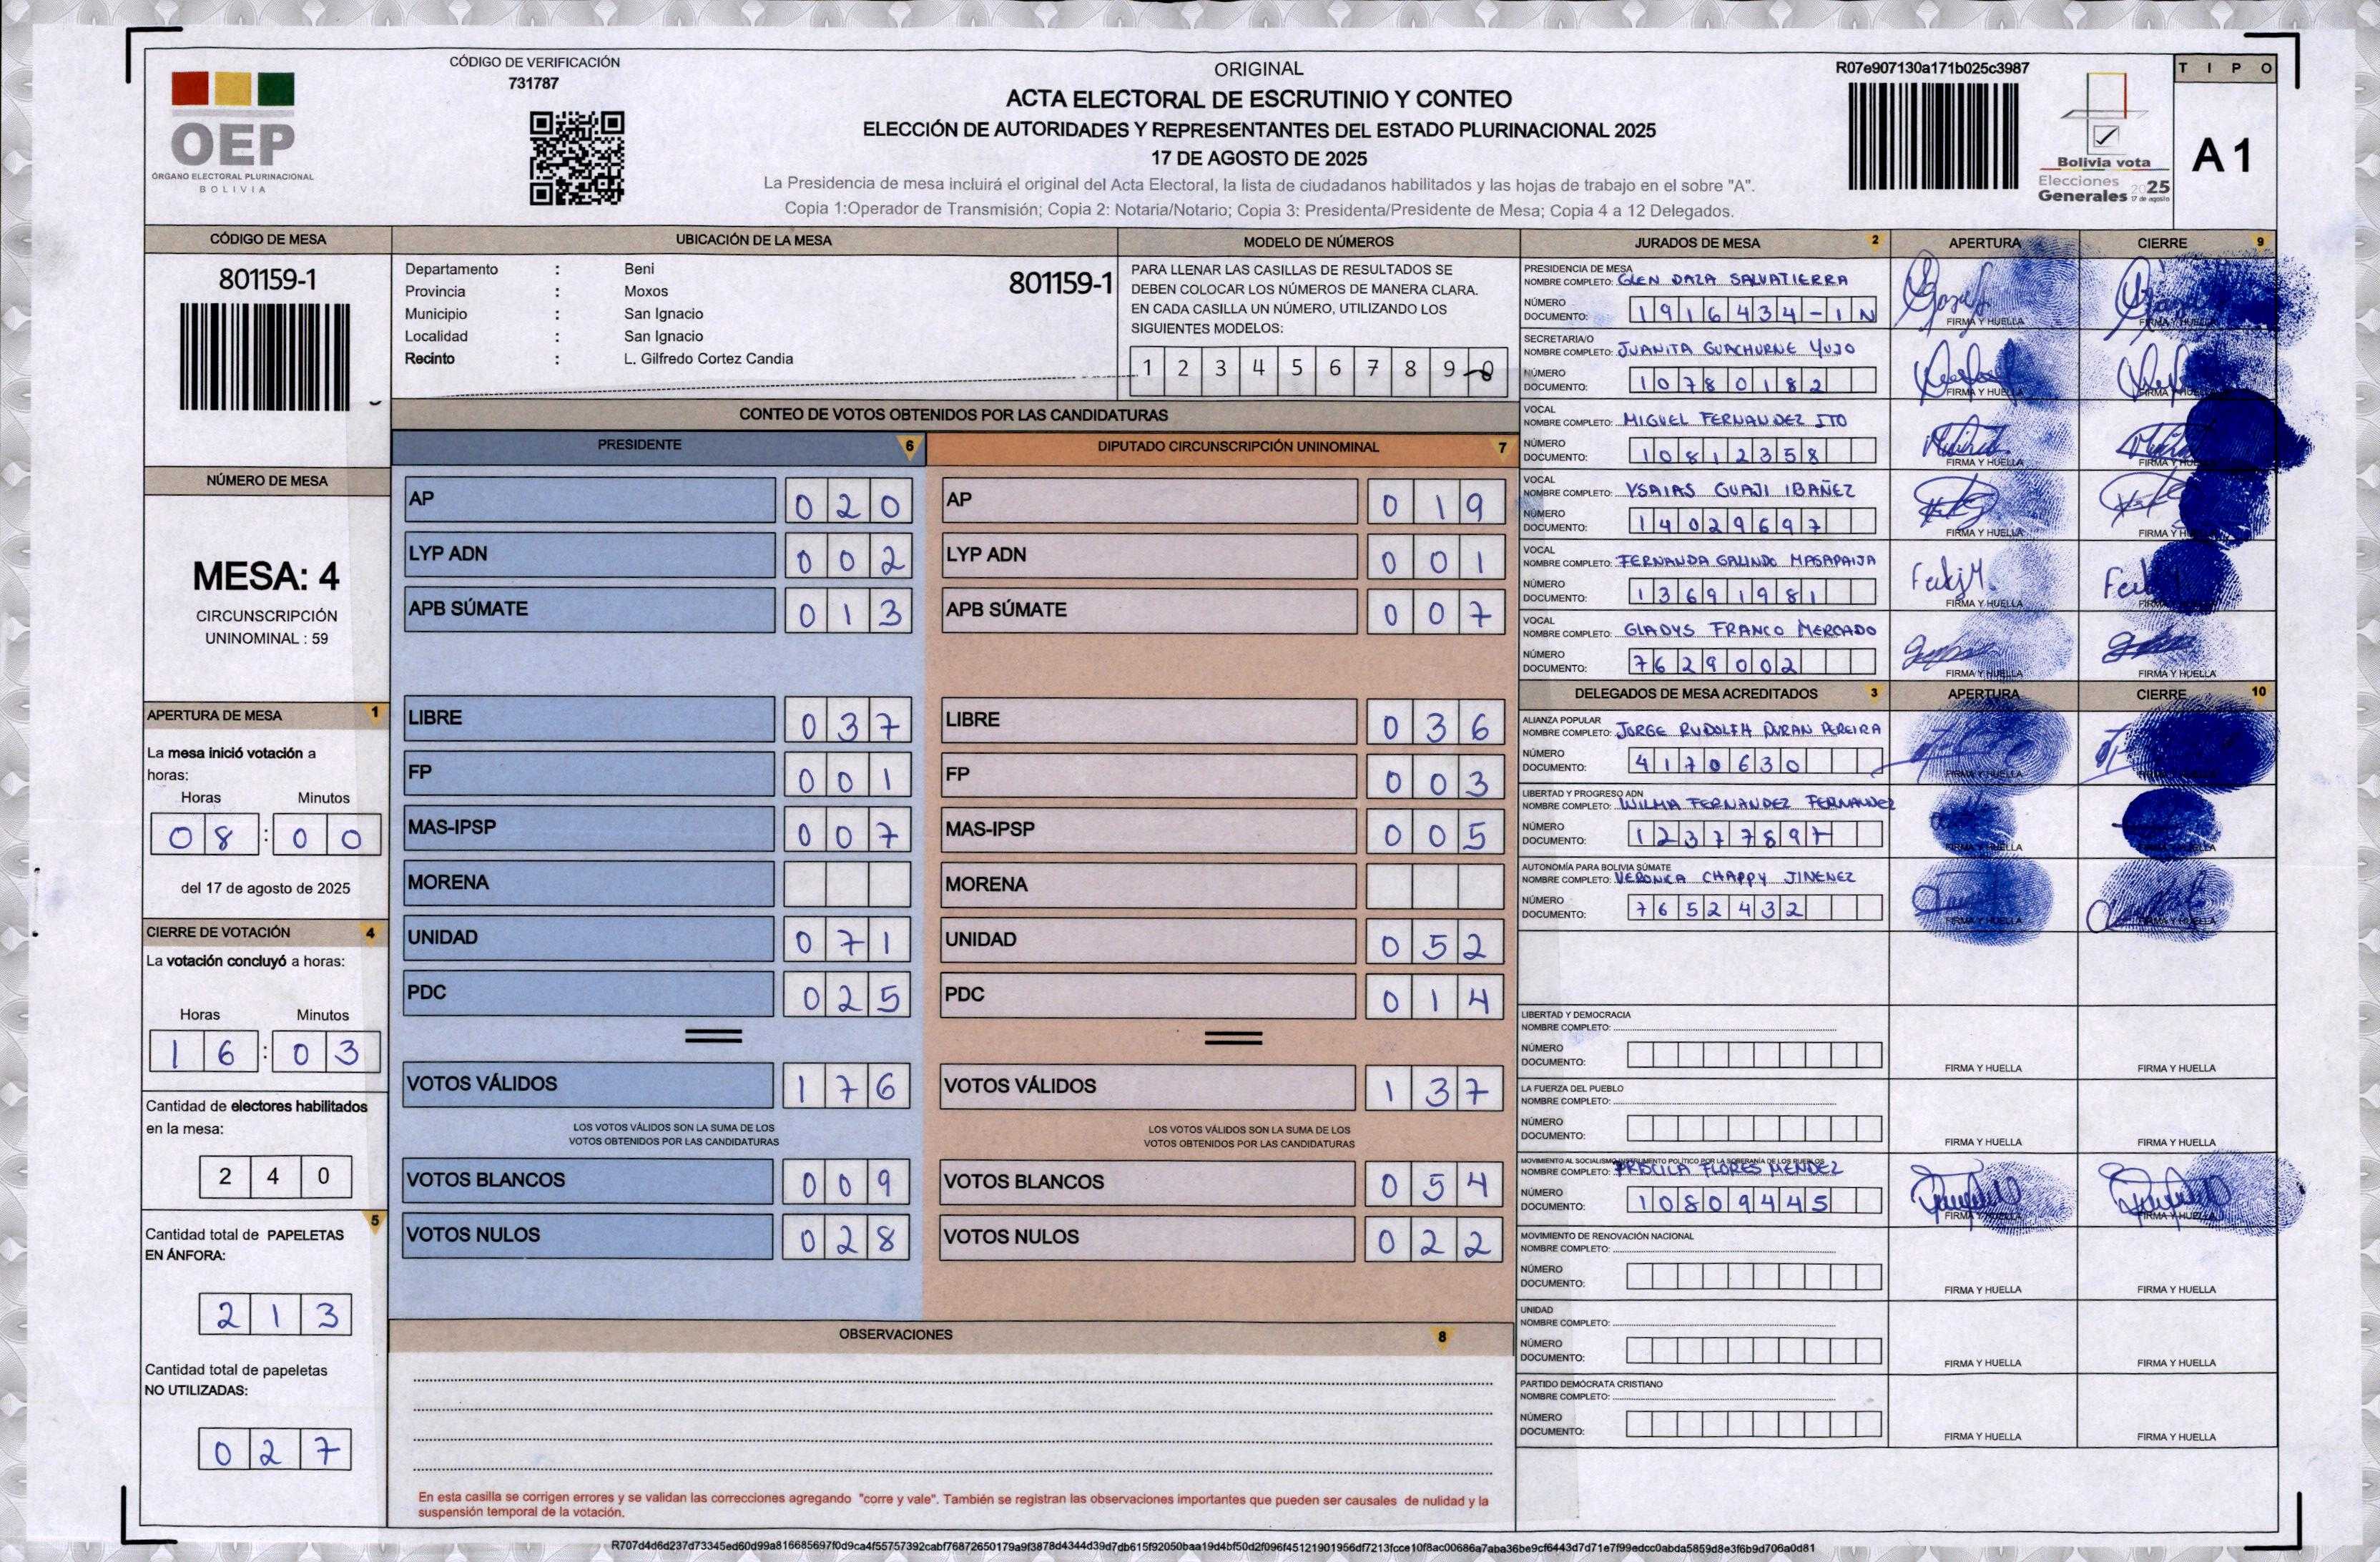 CÓDIGO DE VERIFICACIÓN
731787
OEP
ÓRGANO ELECTORAL PLURINACIONAL
BOLIVIA
ORIGINAL
ACTA ELECTORAL DE ESCRUTINIO Y CONTEO
ELECCIÓN DE AUTORIDADES Y REPRESENTANTES DEL ESTADO PLURINACIONAL 2025
17 DE AGOSTO DE 2025
La Presidencia de mesa incluirá el original del Acta Electoral, la lista de ciudadanos habilitados y las hojas de trabajo en el sobre "A".
Copia 1:Operador de Transmisión; Copia 2: Notaria/Notario; Copia 3: Presidenta/Presidente de Mesa; Copia 4 a 12 Delegados.
R07e907130a171b025c3987
Bolivia vota
Elecciones
Generales 2025
17 de agosto
TIPO
A1
CÓDIGO DE MESA
801159-1
NÚMERO DE MESA
MESA: 4
CIRCUNSCRIPCIÓN
UNINOMINAL : 59
APERTURA DE MESA 1
La mesa inició votación a
horas:
Horas Minutos
08 : 00
del 17 de agosto de 2025
CIERRE DE VOTACIÓN 4
La votación concluyó a horas:
Horas Minutos
16 : 03
Cantidad de electores habilitados
en la mesa:
240
5
Cantidad total de PAPELETAS
EN ÁNFORA:
213
Cantidad total de papeletas
NO UTILIZADAS:
027
UBICACIÓN DE LA MESA
Departamento : Beni
801159-1
Provincia : Moxos
Municipio : San Ignacio
Localidad : San Ignacio
Recinto : L. Gilfredo Cortez Candia
MODELO DE NÚMEROS
PARA LLENAR LAS CASILLAS DE RESULTADOS SE
DEBEN COLOCAR LOS NÚMEROS DE MANERA CLARA.
EN CADA CASILLA UN NÚMERO, UTILIZANDO LOS
SIGUIENTES MODELOS:
1 2 3 4 5 6 7 8 9 0
CONTEO DE VOTOS OBTENIDOS POR LAS CANDIDATURAS
PRESIDENTE 6
AP 020
LYP ADN 002
APB SÚMATE 013
LIBRE 037
FP 001
MAS-IPSP 007
MORENA
UNIDAD 071
PDC 025
VOTOS VÁLIDOS 176
LOS VOTOS VÁLIDOS SON LA SUMA DE LOS
VOTOS OBTENIDOS POR LAS CANDIDATURAS
VOTOS BLANCOS 009
VOTOS NULOS 028
DIPUTADO CIRCUNSCRIPCIÓN UNINOMINAL 7
AP 019
LYP ADN 001
APB SÚMATE 007
LIBRE 036
FP 003
MAS-IPSP 005
MORENA
UNIDAD 052
PDC 014
VOTOS VÁLIDOS 137
LOS VOTOS VÁLIDOS SON LA SUMA DE LOS
VOTOS OBTENIDOS POR LAS CANDIDATURAS
VOTOS BLANCOS 054
VOTOS NULOS 022
OBSERVACIONES 8
En esta casilla se corrigen errores y se validan las correcciones agregando "corre y vale". También se registran las observaciones importantes que pueden ser causales de nulidad y la
suspensión temporal de la votación.
JURADOS DE MESA 2 APERTURA CIERRE 9
PRESIDENCIA DE MESA
NOMBRE COMPLETO: GLEN DAZA SALVATIERRA
NÚMERO
DOCUMENTO: 1916434-1N
FIRMA Y HUELLA FIRMA Y HUELLA
SECRETARIA/O
NOMBRE COMPLETO: JUANITA GUACHURNE YUJO
NÚMERO
DOCUMENTO: 10780182
FIRMA Y HUELLA FIRMA Y HUELLA
VOCAL
NOMBRE COMPLETO: MIGUEL FERNANDEZ ITO
NÚMERO
DOCUMENTO: 10812358
FIRMA Y HUELLA FIRMA Y HUELLA
VOCAL
NOMBRE COMPLETO: YSAIAS GUAJI IBAÑEZ
NÚMERO
DOCUMENTO: 14029697
FIRMA Y HUELLA FIRMA Y HUELLA
VOCAL
NOMBRE COMPLETO: FERNANDA GALINDO MASAPAIJA
NÚMERO
DOCUMENTO: 13691981
FIRMA Y HUELLA FIRMA
VOCAL
NOMBRE COMPLETO: GLADYS FRANCO MERCADO
NÚMERO
DOCUMENTO: 7629002
FIRMA Y HUELLA FIRMA Y HUELLA
DELEGADOS DE MESA ACREDITADOS 3 APERTURA CIERRE 10
ALIANZA POPULAR
NOMBRE COMPLETO: JORGE RUDOLFH DURAN PEREIRA
NÚMERO
DOCUMENTO: 4170630
FIRMA Y HUELLA FIRMA Y HUELLA
LIBERTAD Y PROGRESO ADN
NOMBRE COMPLETO: WILMA FERNANDEZ FERNANDEZ
NÚMERO
DOCUMENTO: 12377897
FIRMA Y HUELLA FIRMA Y HUELLA
AUTONOMÍA PARA BOLIVIA SÚMATE
NOMBRE COMPLETO: VERONICA CHAPPY JIMENEZ
NÚMERO
DOCUMENTO: 7652432
FIRMA Y HUELLA FIRMA Y HUELLA
LIBERTAD Y DEMOCRACIA
NOMBRE COMPLETO:
NÚMERO
DOCUMENTO:
FIRMA Y HUELLA FIRMA Y HUELLA
LA FUERZA DEL PUEBLO
NOMBRE COMPLETO:
NÚMERO
DOCUMENTO:
FIRMA Y HUELLA FIRMA Y HUELLA
MOVIMIENTO AL SOCIALISMO-INSTRUMENTO POLÍTICO POR LA SOBERANÍA DE LOS PUEBLOS
NOMBRE COMPLETO: PRISCILA FLORES MENDEZ
NÚMERO
DOCUMENTO: 10809445
FIRMA Y HUELLA FIRMA Y HUELLA
MOVIMIENTO DE RENOVACIÓN NACIONAL
NOMBRE COMPLETO:
NÚMERO
DOCUMENTO:
FIRMA Y HUELLA FIRMA Y HUELLA
UNIDAD
NOMBRE COMPLETO:
NÚMERO
DOCUMENTO:
FIRMA Y HUELLA FIRMA Y HUELLA
PARTIDO DEMÓCRATA CRISTIANO
NOMBRE COMPLETO:
NÚMERO
DOCUMENTO:
FIRMA Y HUELLA FIRMA Y HUELLA